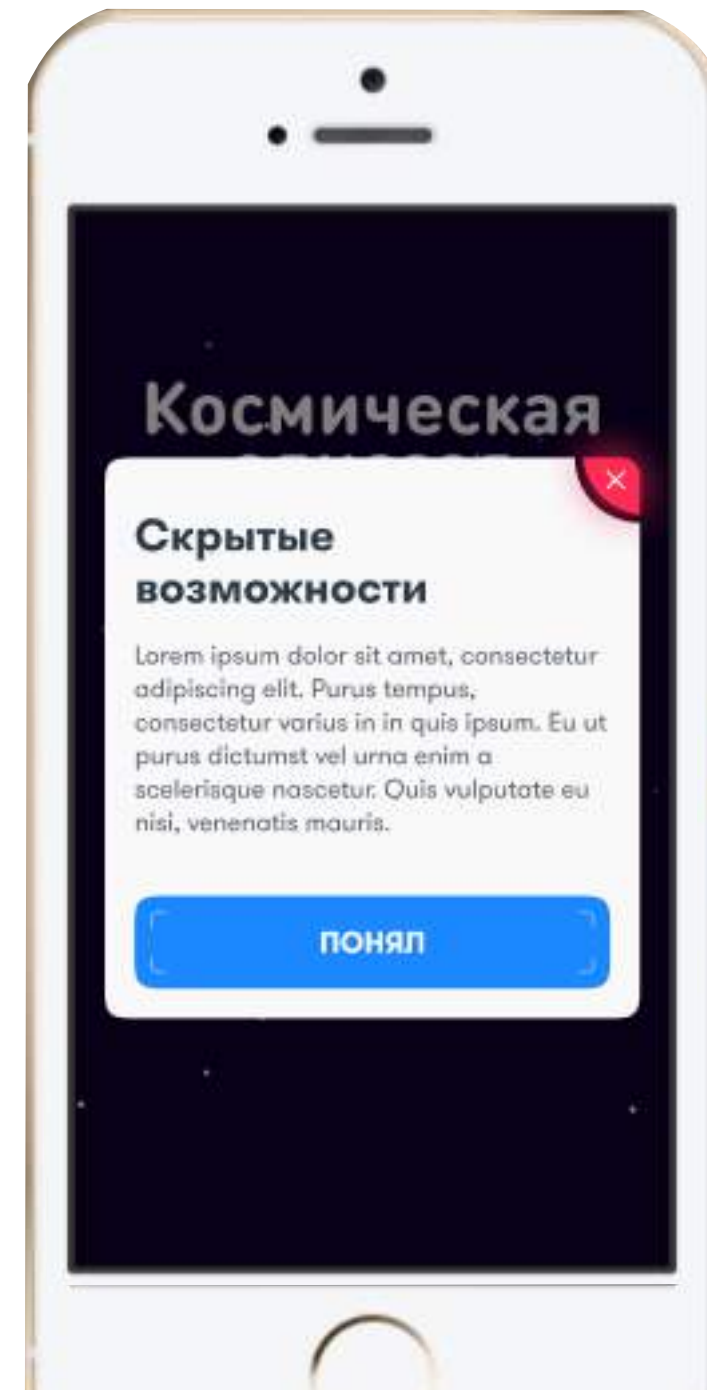 Космическая
Скрытые
возможности
Lorem ipsum dolor sit amet, consectetur
adipiscing elit. Purus tempus,
consectetur varius in in quis ipsum. Eu ut
purus dictumst vel urna enim a
scelerisque nascetur. Quis vulputate eu
nisi, venenatis mauris.
ПОНЯЛ